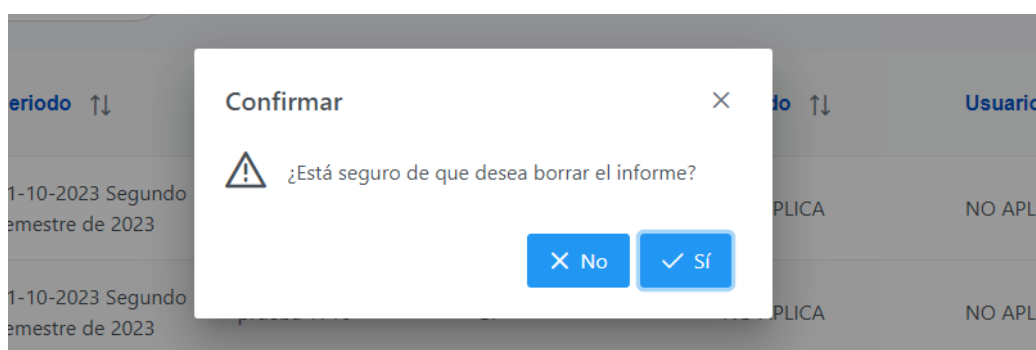 eriodo
do
Usuario
Confirmar
¿Está seguro de que desea borrar el informe?
No
Sí
1-10-2023 Segundo
emestre de 2023
PLICA
NO APL
1-10-2023 Segundo
emestre de 2023
PLICA
NO APL